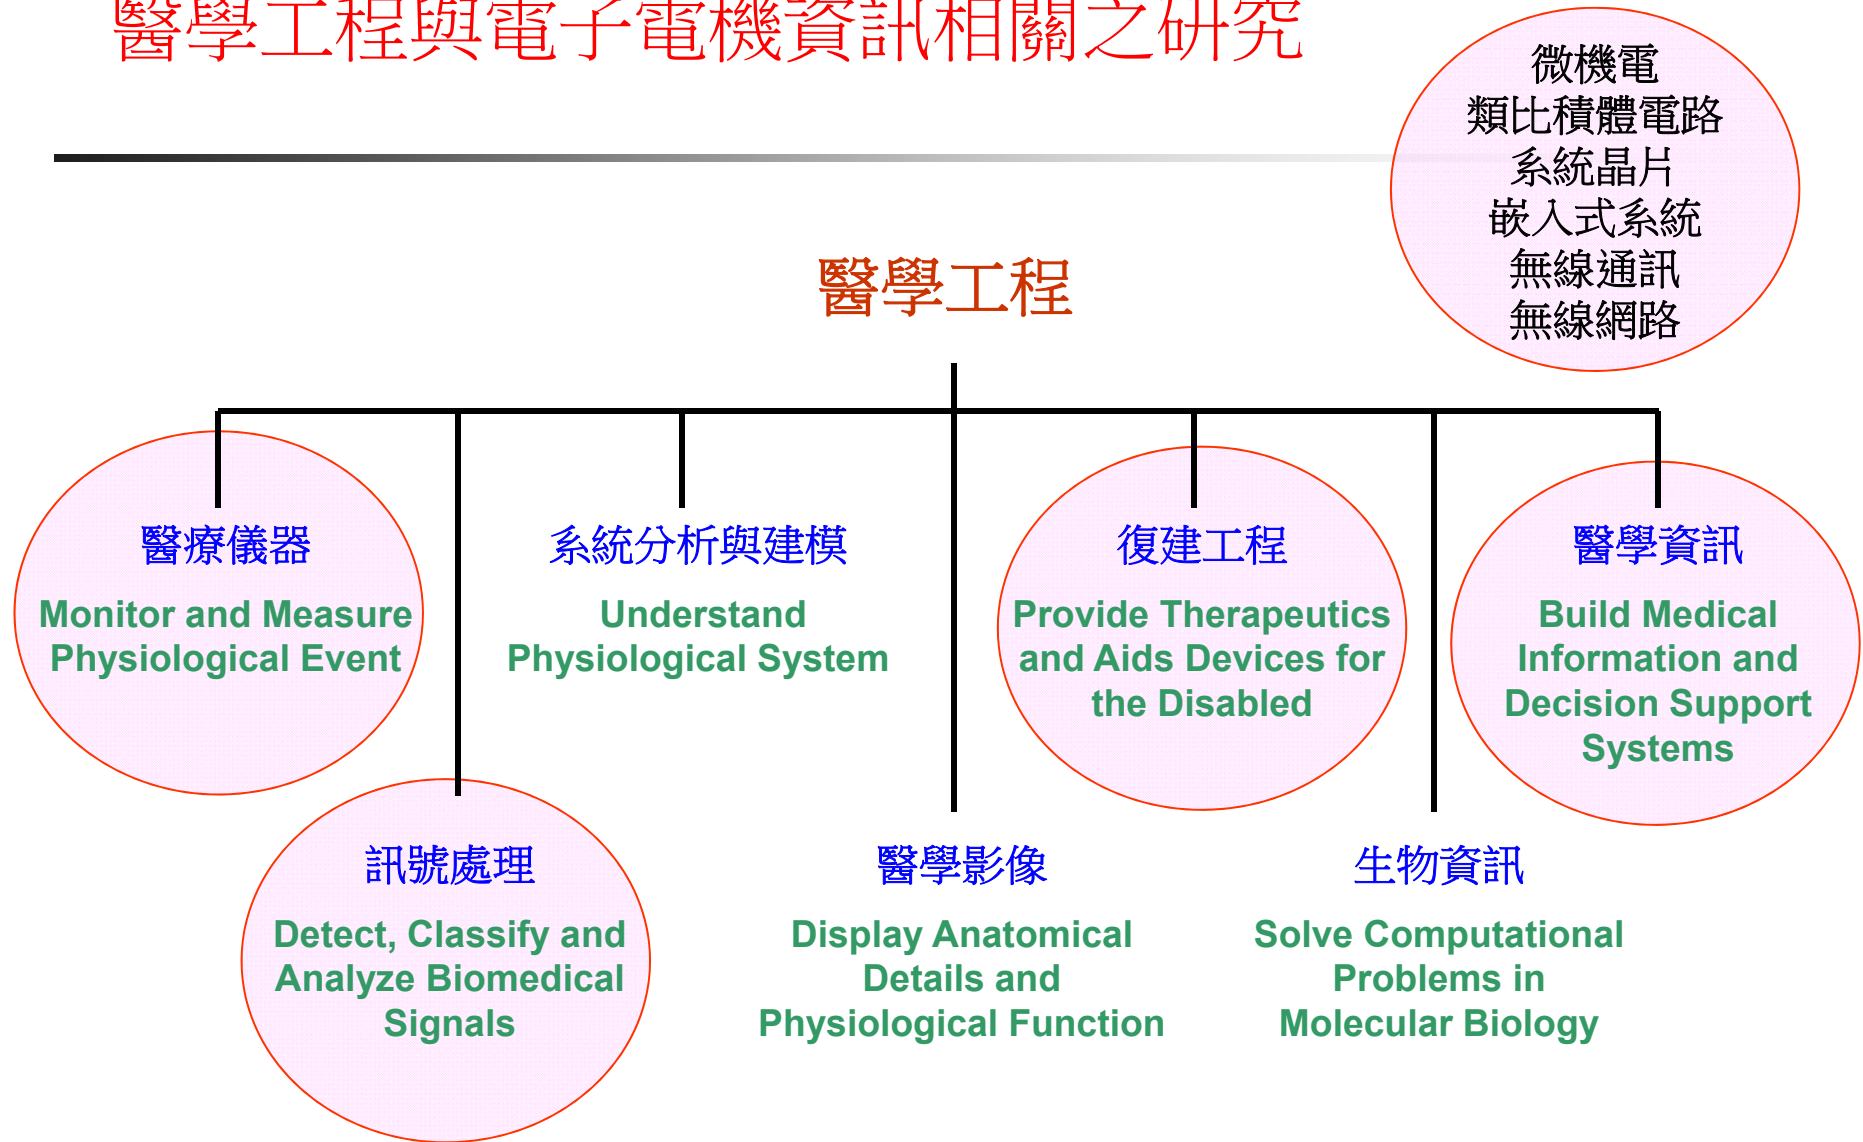 醫學工程與電子電機資訊相關之研究
微機電
類比積體電路
系統晶片
嵌入式系統
無線通訊
無線網路
醫學工程
醫療儀器
Monitor and Measure
Physiological Event
系統分析與建模
Understand
Physiological System
復建工程
Provide Therapeutics
and Aids Devices for
the Disabled
醫學資訊
Build Medical
Information and
Decision Support
Systems
訊號處理
Detect, Classify and
Analyze Biomedical
Signals
醫學影像
Display Anatomical
Details and
Physiological Function
生物資訊
Solve Computational
Problems in
Molecular Biology